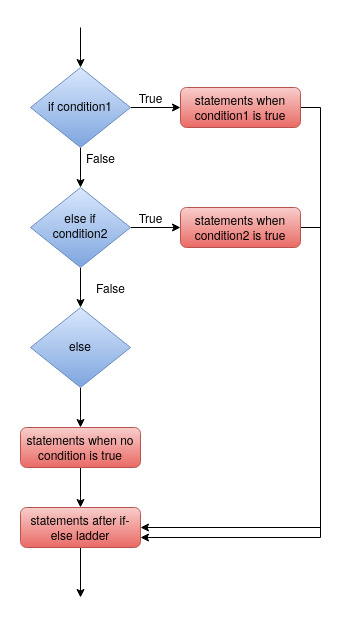 if condition1
True
statements when
condition1 is true
False
else if
condition2
True
statements when
condition2 is true
False
else
statements when no
condition is true
statements after if-
else ladder